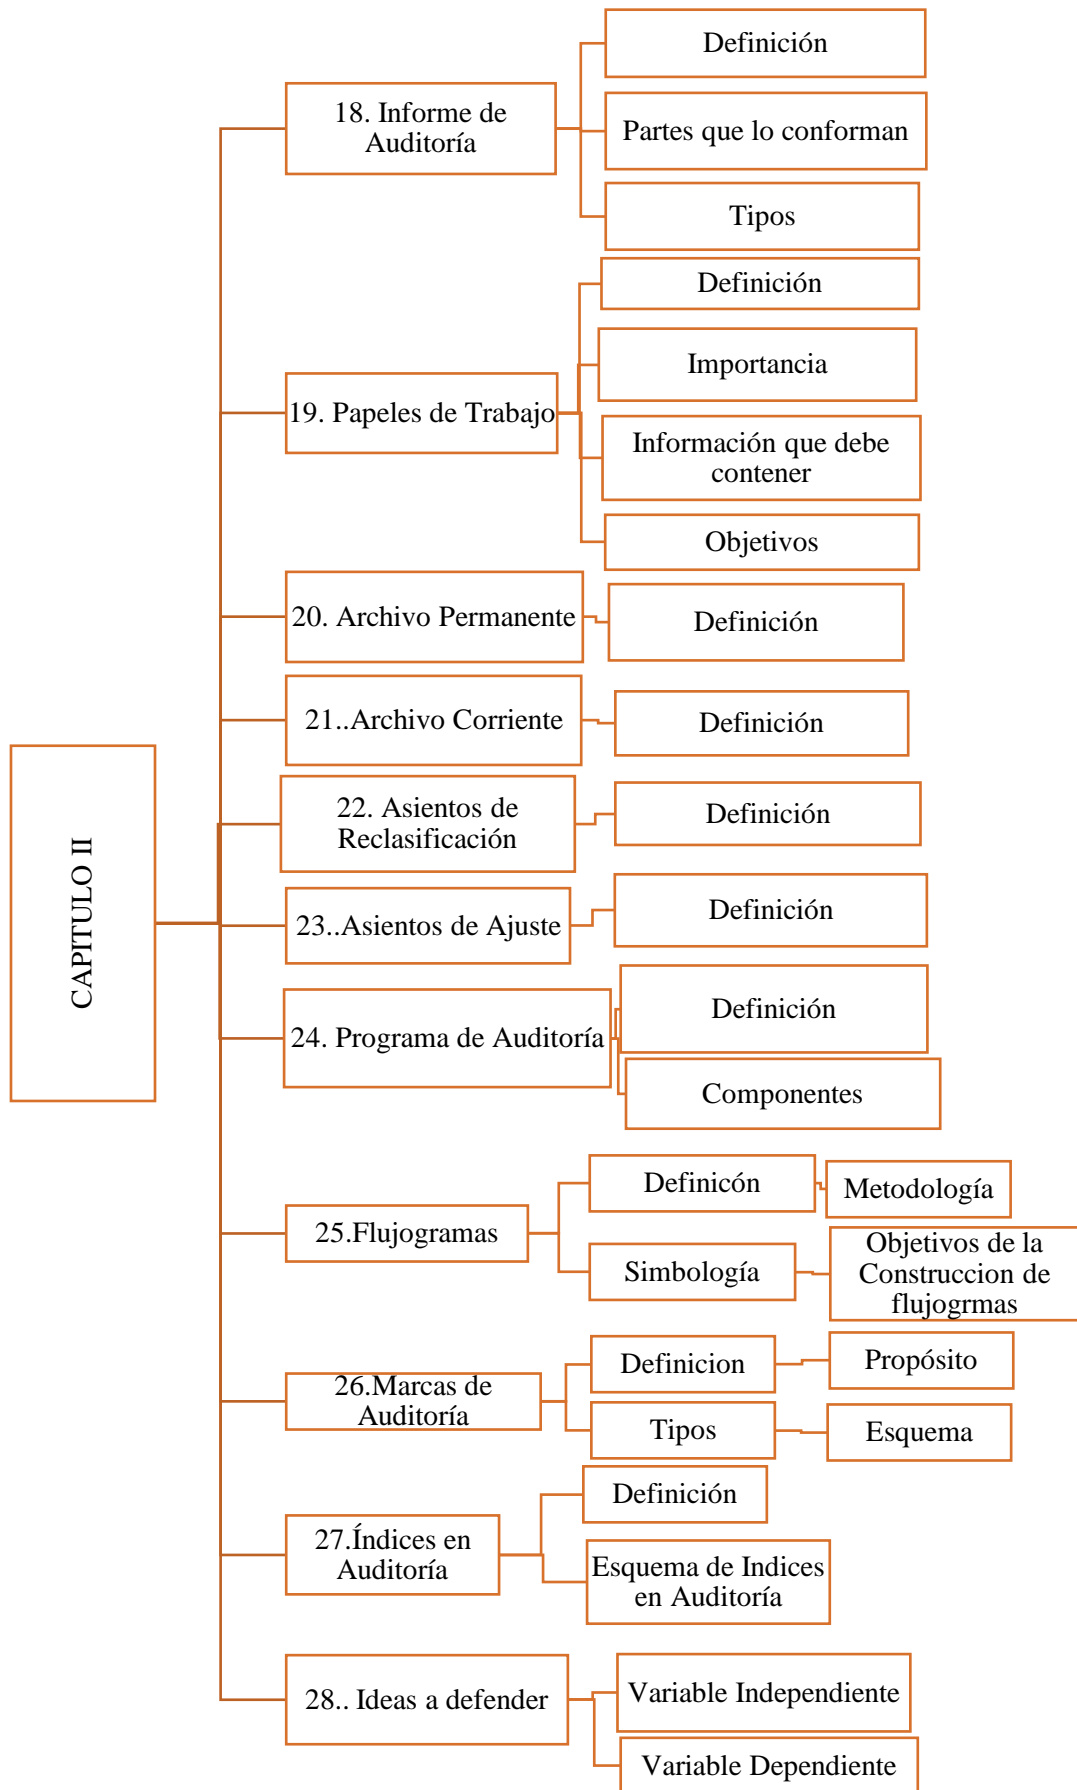 CAPITULO II
18. Informe de
Auditoría
Definición
Partes que lo conforman
Tipos
19. Papeles de Trabajo
Definición
Importancia
Información que debe
contener
Objetivos
20. Archivo Permanente
Definición
21..Archivo Corriente
Definición
22. Asientos de
Reclasificación
Definición
23..Asientos de Ajuste
Definición
24. Programa de Auditoría
Definición
Componentes
25.Flujogramas
Definicón
Metodología
Simbología
Objetivos de la
Construccion de
flujogrmas
26.Marcas de
Auditoría
Definicion
Propósito
Tipos
Esquema
27.Índices en
Auditoría
Definición
Esquema de Indices
en Auditoría
28.. Ideas a defender
Variable Independiente
Variable Dependiente